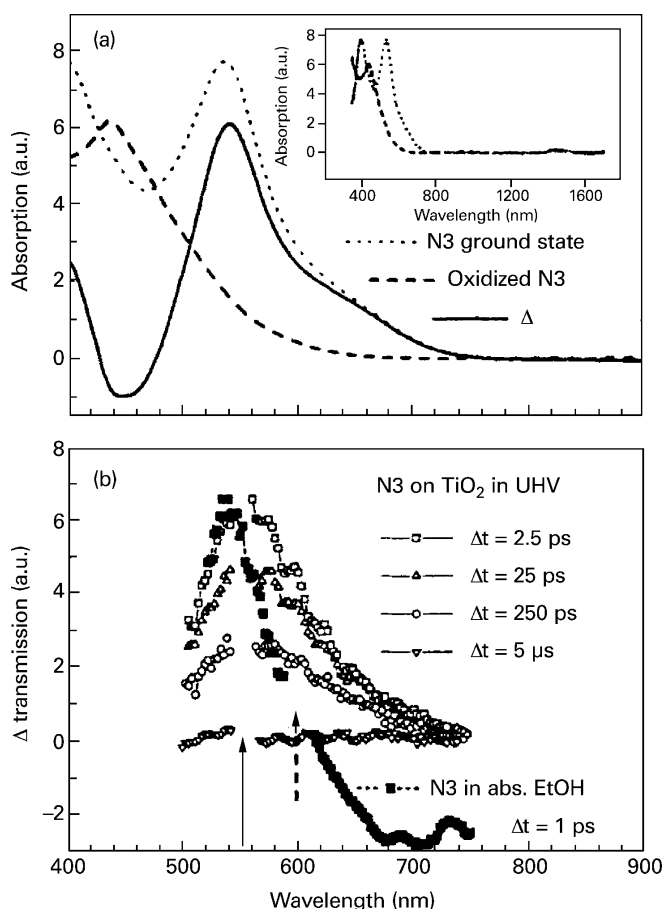 (a)
Absorption (a.u.)
8
6
4
2
0
Absorption (a.u.)
8
6
4
2
0
400 800 1200 1600
Wavelength (nm)
N3 ground state
Oxidized N3
Δ
(b)
Δ transmission (a.u.)
8
6
4
2
0
−2
N3 on TiO2 in UHV
Δt = 2.5 ps
Δt = 25 ps
Δt = 250 ps
Δt = 5 µs
N3 in abs. EtOH
Δt = 1 ps
400 500 600 700 800 900
Wavelength (nm)